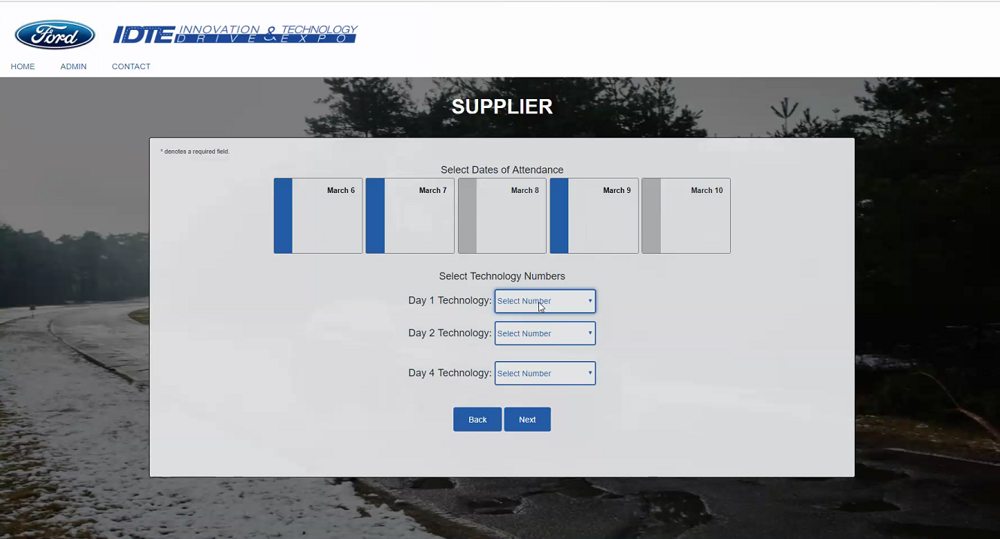 Ford
IDTE INNOVATION & TECHNOLOGY
DRIVE & EXPO
HOME ADMIN CONTACT
SUPPLIER
* denotes a required field.
Select Dates of Attendance
March 6 March 7 March 8 March 9 March 10
Select Technology Numbers
Day 1 Technology: Select Number
Day 2 Technology: Select Number
Day 4 Technology: Select Number
Back Next